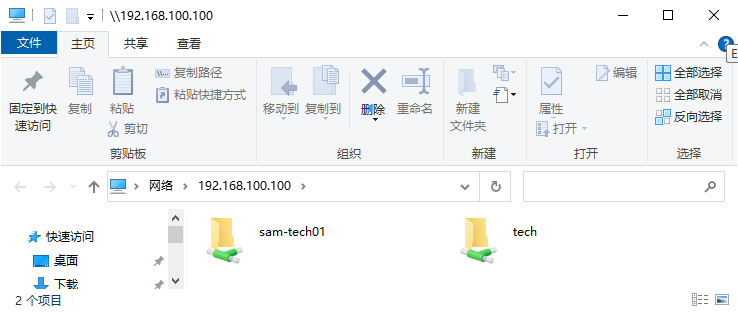 \\192.168.100.100
文件 主页 共享 查看
固定到快速访问
复制
粘贴
复制路径
粘贴快捷方式
剪切
剪贴板
移动到
复制到
删除
重命名
组织
新建
文件夹
新建
属性
打开
编辑
打开
全部选择
全部取消
反向选择
选择
网络 192.168.100.100
快速访问
桌面
下载
sam-tech01
tech
2 个项目